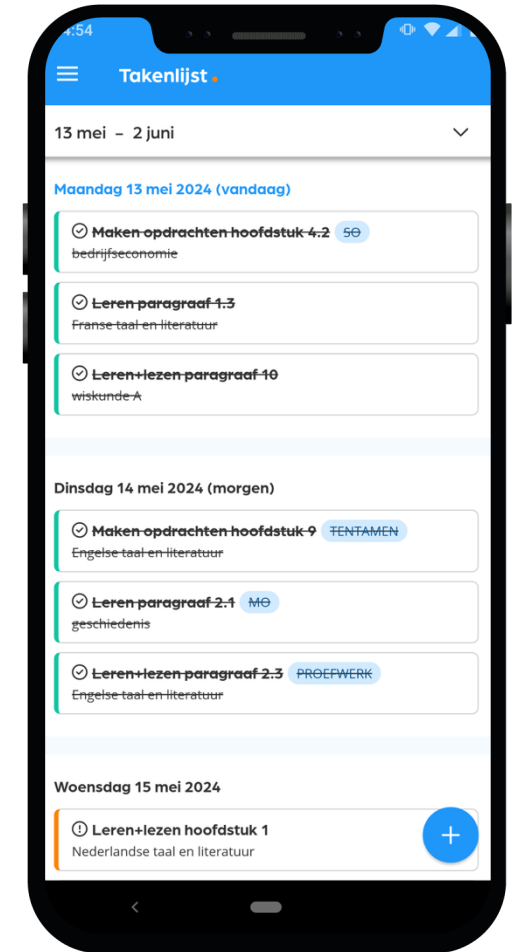 4:54
Takenlijst.
13 mei – 2 juni
Maandag 13 mei 2024 (vandaag)
Maken opdrachten hoofdstuk 4.2 SO
bedrijfseconomie
Leren paragraaf 1.3
Franse taal en literatuur
Leren+lezen paragraaf 10
wiskunde A
Dinsdag 14 mei 2024 (morgen)
Maken opdrachten hoofdstuk 9 TENTAMEN
Engelse taal en literatuur
Leren paragraaf 2.1 MO
geschiedenis
Leren+lezen paragraaf 2.3 PROEFWERK
Engelse taal en literatuur
Woensdag 15 mei 2024
Leren+lezen hoofdstuk 1
Nederlandse taal en literatuur